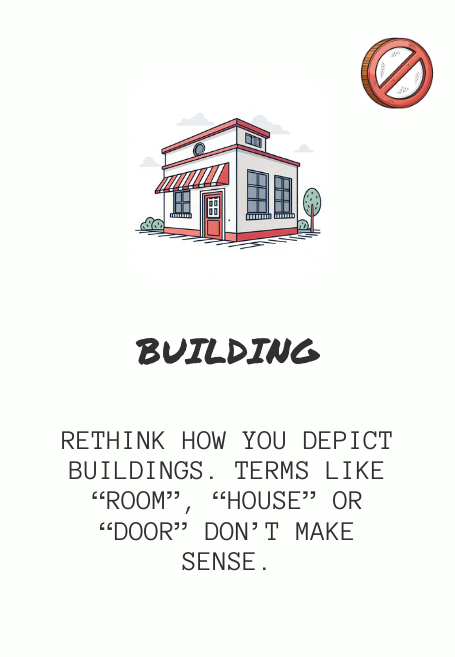 BUILDING
RETHINK HOW YOU DEPICT
BUILDINGS. TERMS LIKE
“ROOM”, “HOUSE” OR
“DOOR” DON’T MAKE
SENSE.